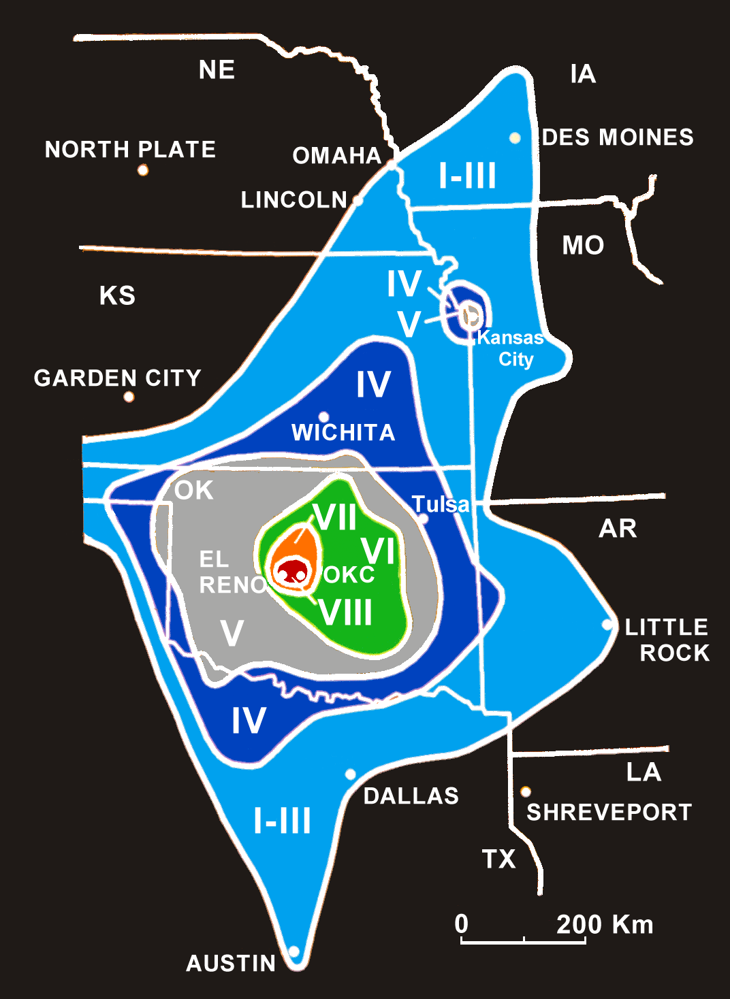 NE
IA
NORTH PLATE
DES MOINES
OMAHA
I-III
LINCOLN
MO
IV
KS
V
Kansas
City
GARDEN CITY
IV
WICHITA
OK
Tulsa
VII
AR
VI
EL
RENO
OKC
VIII
V
LITTLE
ROCK
IV
LA
DALLAS
SHREVEPORT
I-III
TX
0
200 Km
AUSTIN